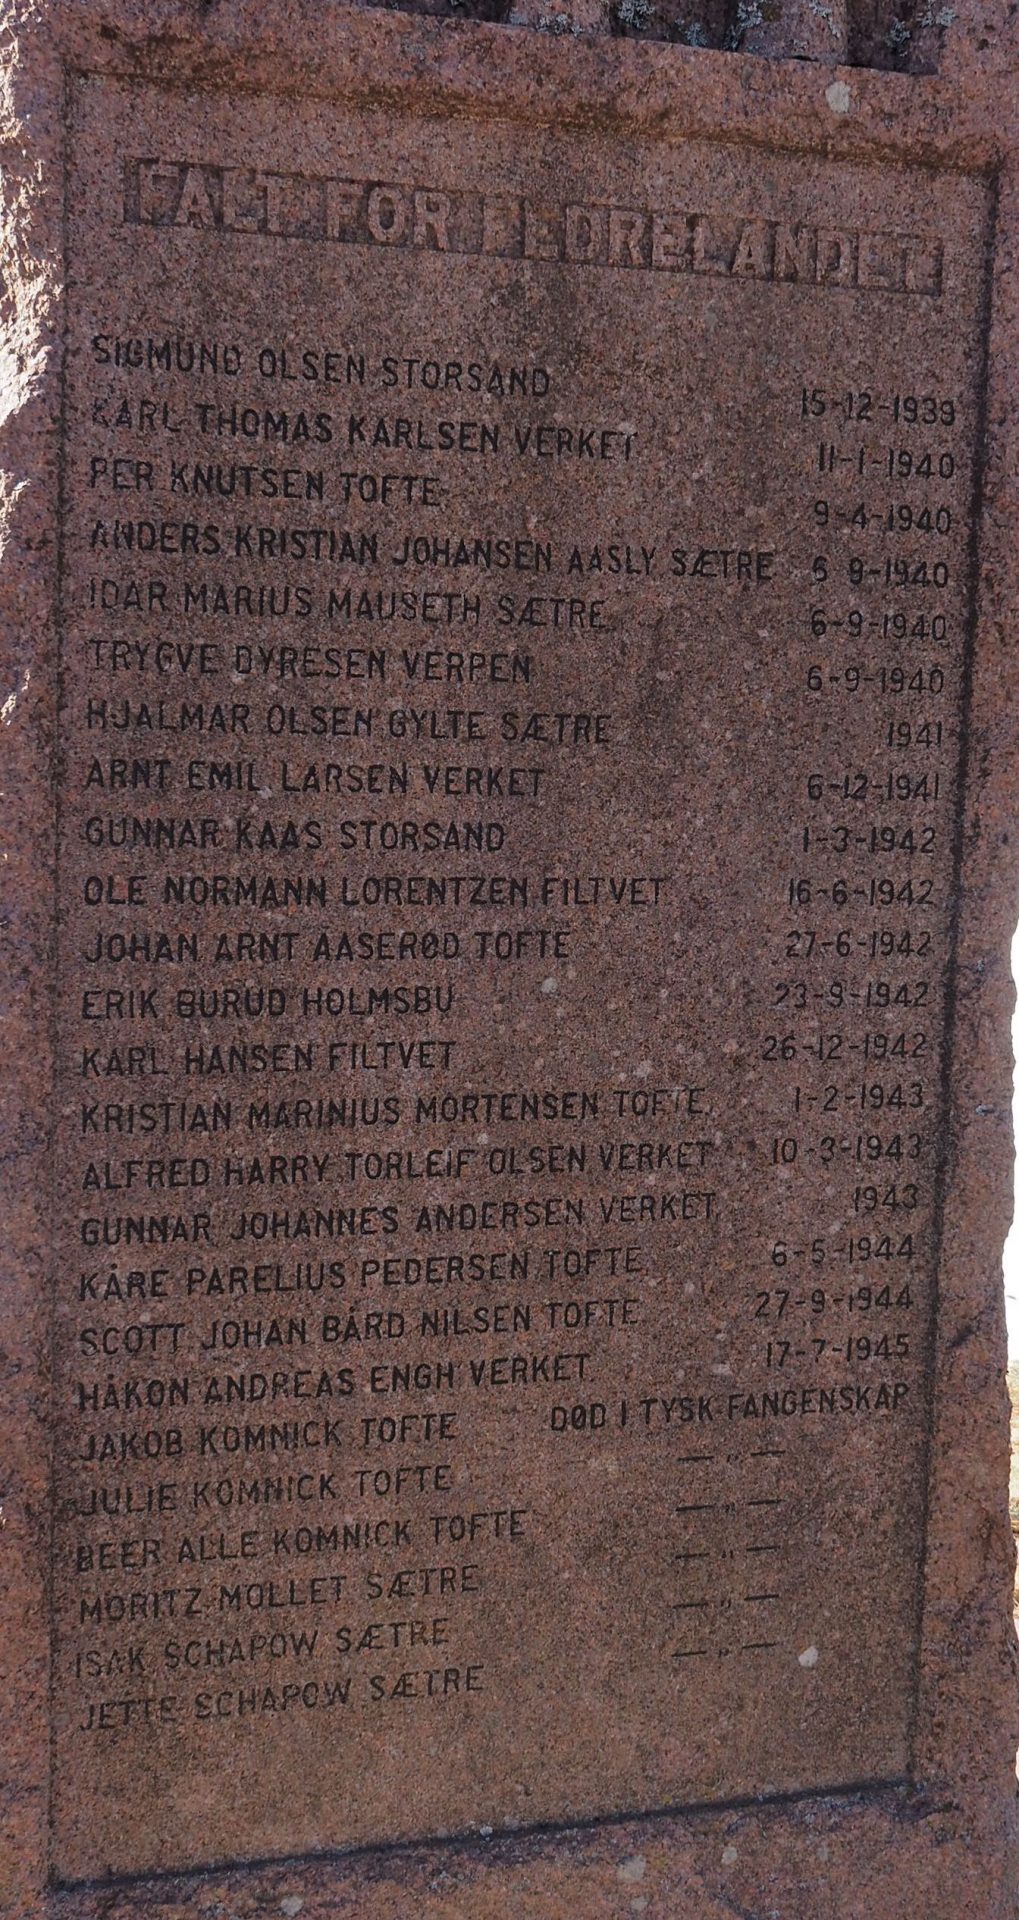 FALT FOR FEDRELANDET
SIGMUND OLSEN STORSAND 15-12-1939
KARL THOMAS KARLSEN VERKET 11-1-1940
PER KNUTSEN TOFTE 9-4-1940
ANDERS KRISTIAN JOHANSEN AASLY SÆTRE 6 9-1940
IDAR MARIUS MAUSETH SÆTRE 6-9-1940
TRYGVE DYRESEN VERPEN 6-9-1940
HJALMAR OLSEN GYLTE SÆTRE 1941
ARNT EMIL LARSEN VERKET 6-12-1941
GUNNAR KAAS STORSAND 1-3-1942
OLE NORMANN LORENTZEN FILTVET 16-6-1942
JOHAN ARNT AASERØD TOFTE 27-6-1942
ERIK BURUD HOLMSBU 23-9-1942
KARL HANSEN FILTVET 26-12-1942
KRISTIAN MARINIUS MORTENSEN TOFTE 1-2-1943
ALFRED HARRY TORLEIF OLSEN VERKET 10-3-1943
GUNNAR JOHANNES ANDERSEN VERKET 1943
KÅRE PARELIUS PEDERSEN TOFTE 6-5-1944
SCOTT JOHAN BÅRD NILSEN TOFTE 27-9-1944
HÅKON ANDREAS ENGH VERKET 17-7-1945
JAKOB KOMNICK TOFTE DØD I TYSK FANGENSKAP
JULIE KOMNICK TOFTE — „ —
BEER ALLE KOMNICK TOFTE — „ —
MORITZ MOLLET SÆTRE — „ —
ISAK SCHAPOW SÆTRE — „ —
JETTE SCHAPOW SÆTRE — „ —